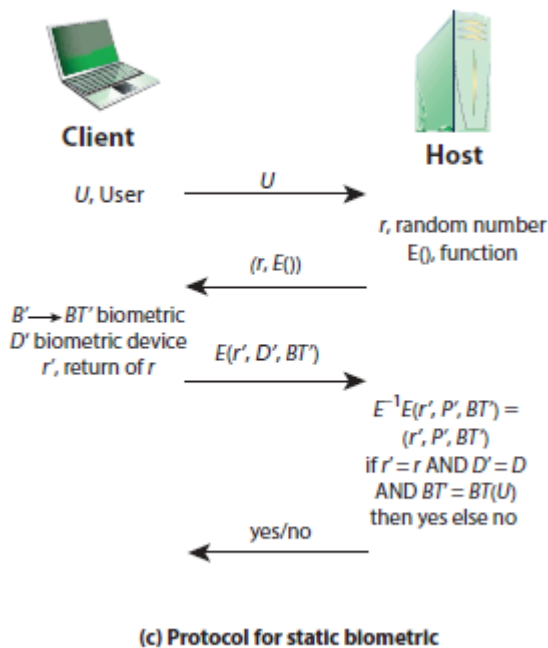 Client
Host
U, User
U
r, random number
E(), function
(r, E())
B' → BT' biometric
D' biometric device
r', return of r
E(r', D', BT')
E⁻¹E(r', P', BT') =
(r', P', BT')
if r' = r AND D' = D
AND BT' = BT(U)
then yes else no
yes/no
(c) Protocol for static biometric